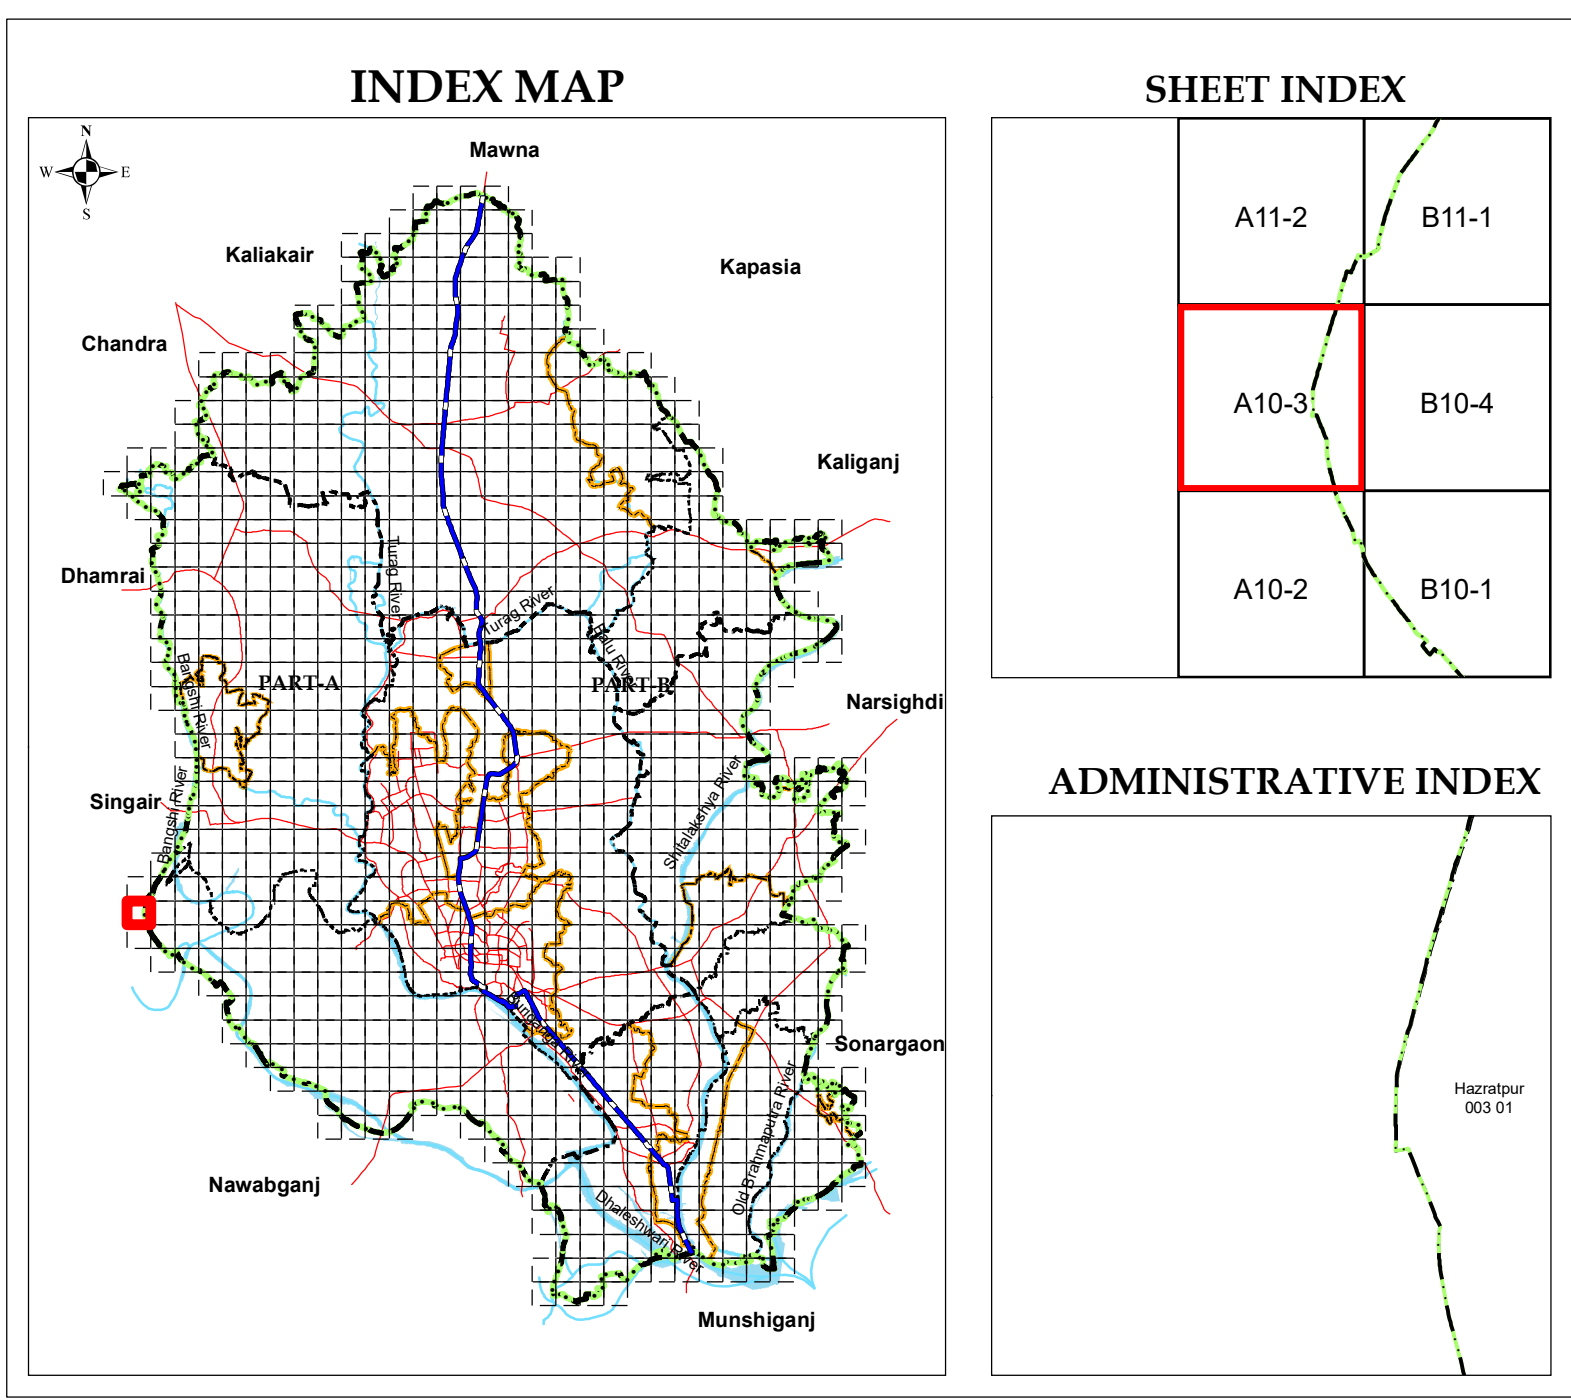 INDEX MAP
N
W
E
S
Mawna
Kaliakair
Kapasia
Chandra
Kaliganj
Turag River
Dhamrai
Turag River
Balu River
Bangshi River
PART-A
PART-B
Narsighdi
Shitalakshya River
Bangshi River
Singair
Buriganga River
Sonargaon
Old Brahmaputra River
Nawabganj
Dhaleshwari River
Munshiganj
SHEET INDEX
A11-2
B11-1
A10-3
B10-4
A10-2
B10-1
ADMINISTRATIVE INDEX
Hazratpur
003 01